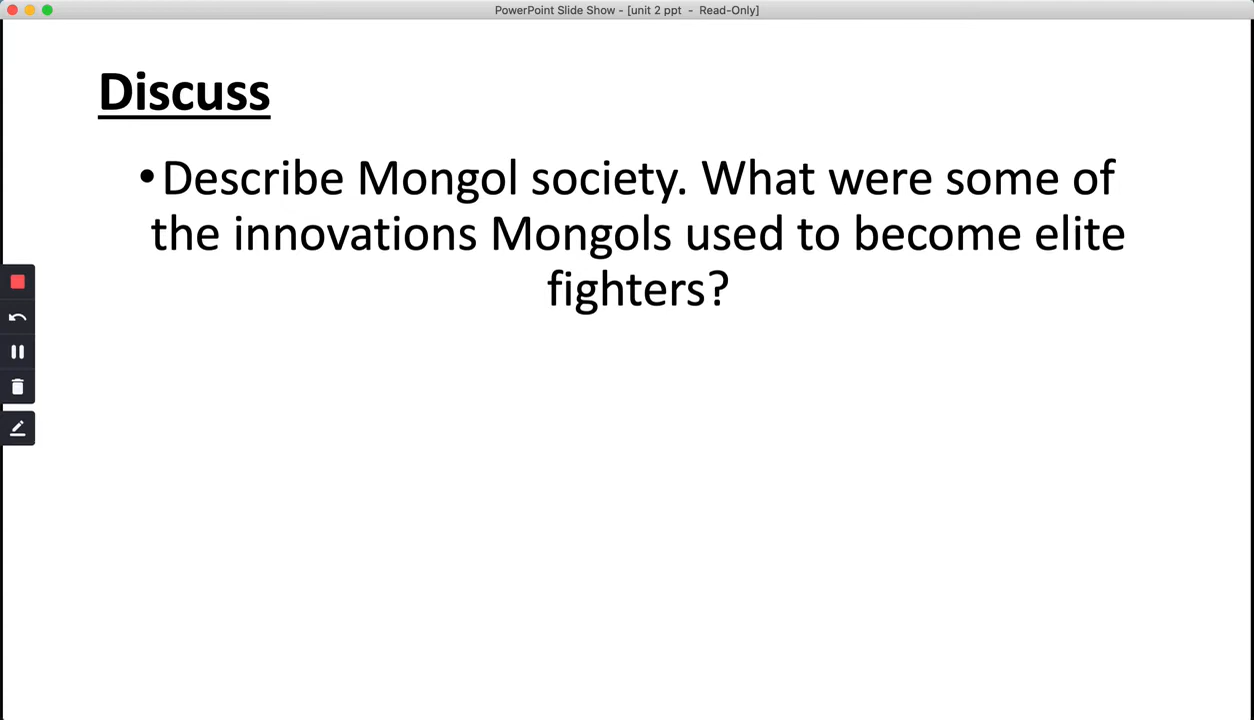 PowerPoint Slide Show - [unit 2 ppt - Read-Only]
Discuss
•Describe Mongol society. What were some of
the innovations Mongols used to become elite
fighters?